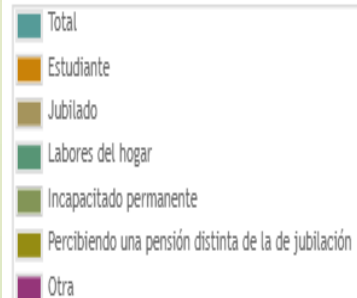 Total
Estudiante
Jubilado
Labores del hogar
Incapacitado permanente
Percibiendo una pensión distinta de la de jubilación
Otra